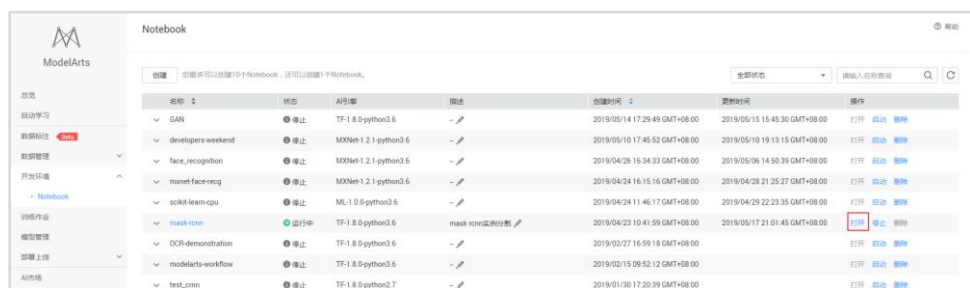 Notebook
帮助
ModelArts
创建 您最多可以创建10个Notebook，还可以创建1个Notebook。
全部状态
请输入名称查询
总览
自动学习
数据标注 Beta
数据管理
开发环境
Notebook
训练作业
模型管理
部署上线
AI市场
名称 状态 AI引擎 描述 创建时间 更新时间 操作
GAN 停止 TF-1.8.0-python3.6 -- 2019/05/14 17:29:49 GMT+08:00 2019/05/15 15:45:30 GMT+08:00 打开 启动 删除
developers-weekend 停止 MXNet-1.2.1-python3.6 -- 2019/05/10 17:45:52 GMT+08:00 2019/05/10 19:13:15 GMT+08:00 打开 启动 删除
face_recognition 停止 MXNet-1.2.1-python3.6 -- 2019/04/26 16:34:33 GMT+08:00 2019/05/06 14:50:39 GMT+08:00 打开 启动 删除
mxnet-face-recg 停止 MXNet-1.2.1-python3.6 -- 2019/04/24 16:15:16 GMT+08:00 2019/04/28 21:25:27 GMT+08:00 打开 启动 删除
scikit-learn-cpu 停止 ML-1.0.0-python3.6 -- 2019/04/24 11:46:17 GMT+08:00 2019/04/29 22:23:35 GMT+08:00 打开 启动 删除
mask-rcnn 运行中 TF-1.8.0-python3.6 mask rcnn实例分割 2019/04/23 10:41:59 GMT+08:00 2019/05/17 21:01:45 GMT+08:00 打开 停止 删除
OCR-demonstration 停止 TF-1.8.0-python3.6 -- 2019/02/27 16:59:18 GMT+08:00 打开 启动 删除
modelarts-workflow 停止 TF-1.8.0-python3.6 -- 2019/02/15 09:52:12 GMT+08:00 打开 启动 删除
test_crnn 停止 TF-1.8.0-python2.7 -- 2019/01/30 17:20:39 GMT+08:00 打开 启动 删除